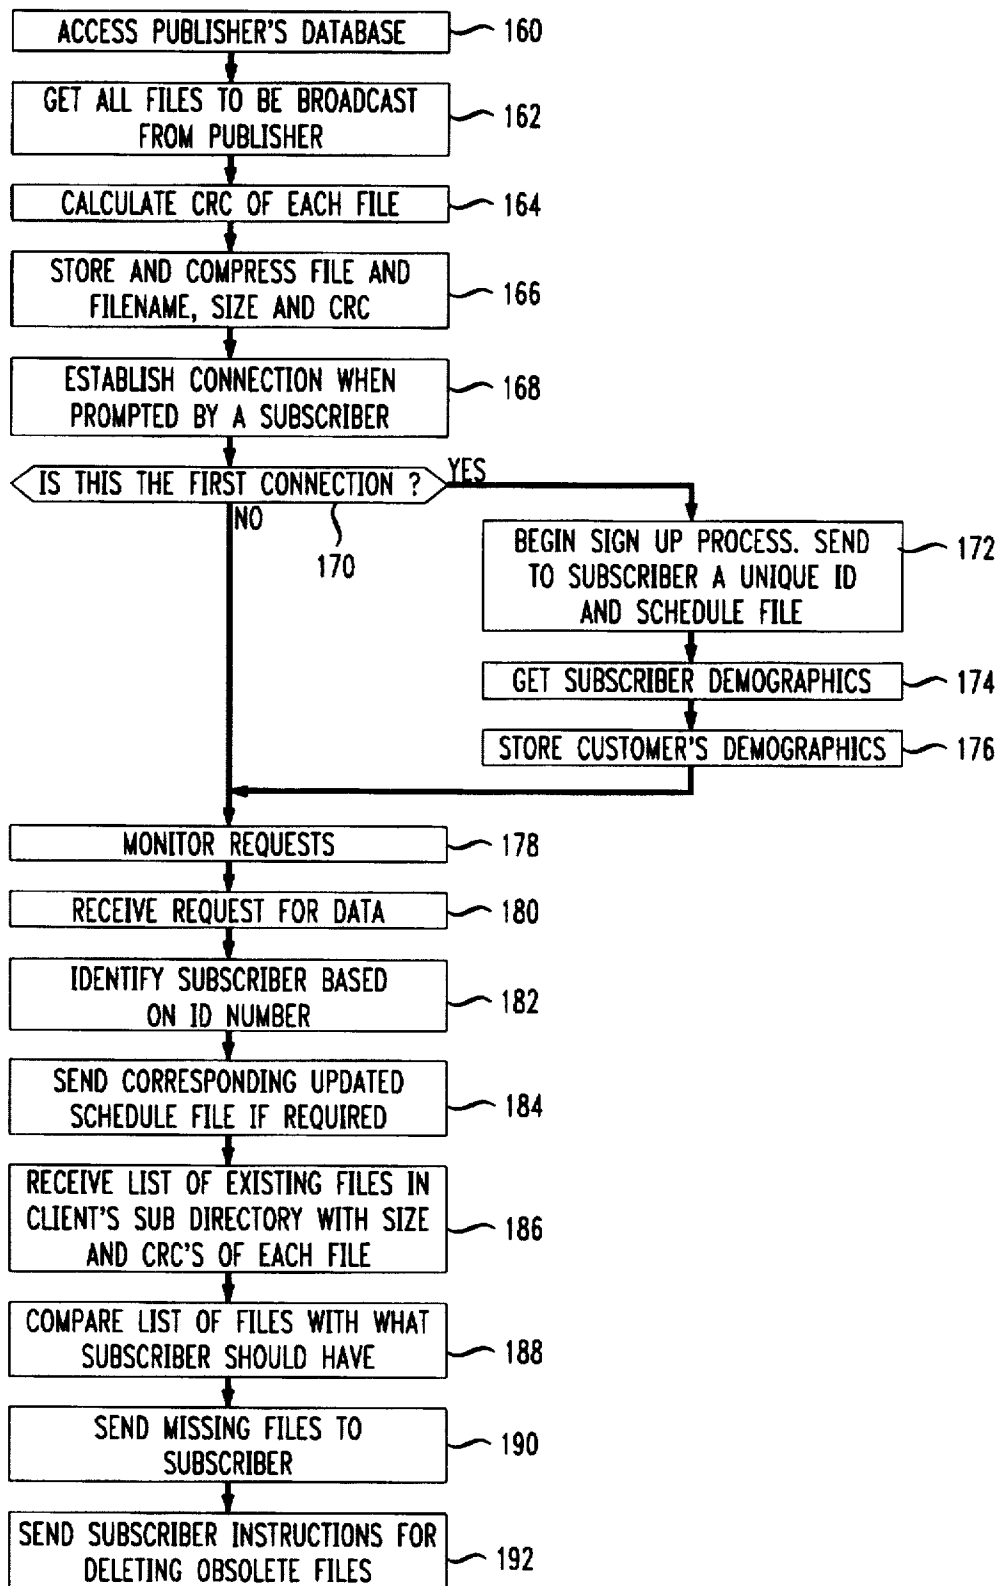 ACCESS PUBLISHER'S DATABASE
160
GET ALL FILES TO BE BROADCAST
FROM PUBLISHER
162
CALCULATE CRC OF EACH FILE
164
STORE AND COMPRESS FILE AND
FILENAME, SIZE AND CRC
166
ESTABLISH CONNECTION WHEN
PROMPTED BY A SUBSCRIBER
168
IS THIS THE FIRST CONNECTION ?
YES
NO
170
BEGIN SIGN UP PROCESS. SEND
TO SUBSCRIBER A UNIQUE ID
AND SCHEDULE FILE
172
GET SUBSCRIBER DEMOGRAPHICS
174
STORE CUSTOMER'S DEMOGRAPHICS
176
MONITOR REQUESTS
178
RECEIVE REQUEST FOR DATA
180
IDENTIFY SUBSCRIBER BASED
ON ID NUMBER
182
SEND CORRESPONDING UPDATED
SCHEDULE FILE IF REQUIRED
184
RECEIVE LIST OF EXISTING FILES IN
CLIENT'S SUB DIRECTORY WITH SIZE
AND CRC'S OF EACH FILE
186
COMPARE LIST OF FILES WITH WHAT
SUBSCRIBER SHOULD HAVE
188
SEND MISSING FILES TO
SUBSCRIBER
190
SEND SUBSCRIBER INSTRUCTIONS FOR
DELETING OBSOLETE FILES
192